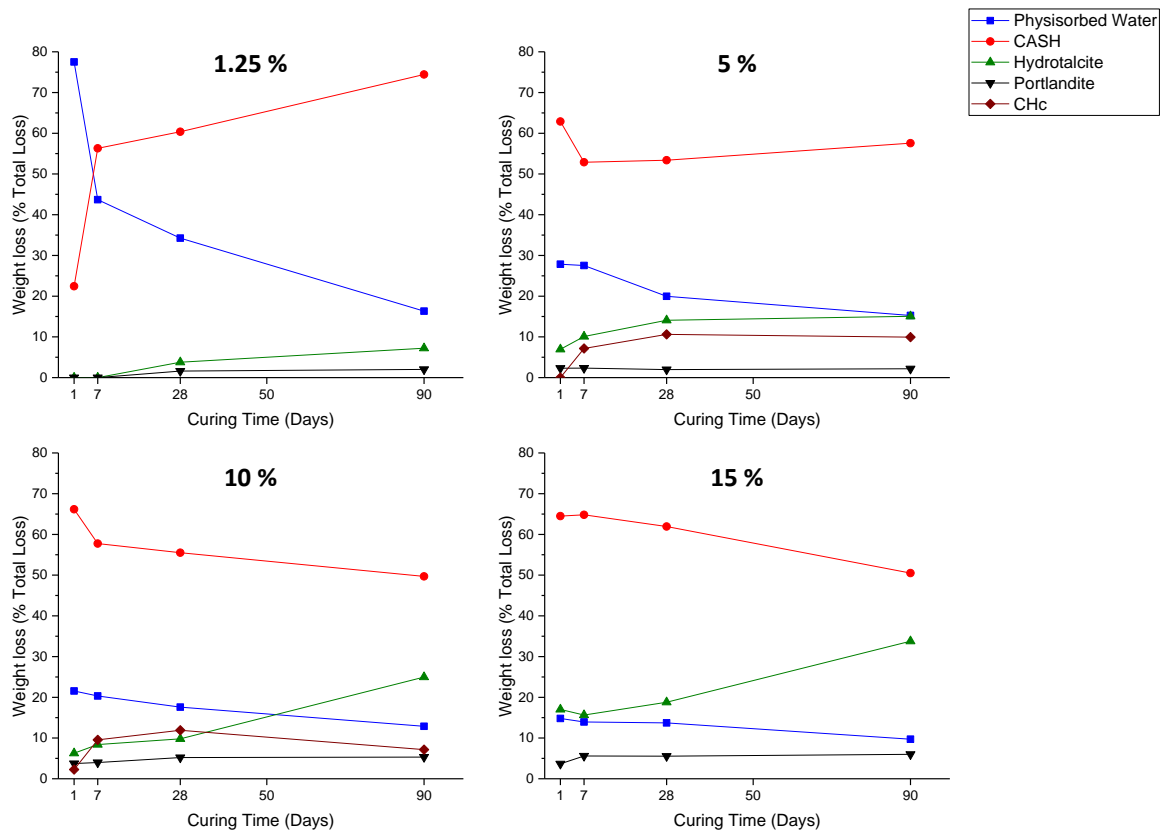 Physisorbed Water
CASH
Hydrotalcite
Portlandite
CHc
1.25 %
Weight loss (% Total Loss)
80
70
60
50
40
30
20
10
0
1 7 28 50 90
Curing Time (Days)
5 %
Weight loss (% Total Loss)
80
70
60
50
40
30
20
10
0
1 7 28 50 90
Curing Time (Days)
10 %
Weight loss (% Total Loss)
80
70
60
50
40
30
20
10
0
1 7 28 50 90
Curing Time (Days)
15 %
Weight loss (% Total Loss)
80
70
60
50
40
30
20
10
0
1 7 28 50 90
Curing Time (Days)